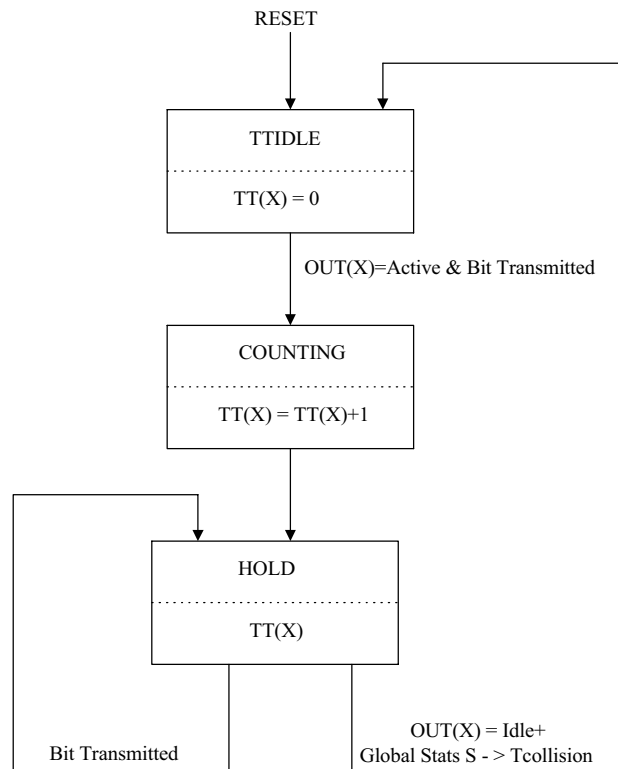 RESET
TTIDLE
TT(X) = 0
OUT(X)=Active & Bit Transmitted
COUNTING
TT(X) = TT(X)+1
HOLD
TT(X)
Bit Transmitted
OUT(X) = Idle+
Global Stats S - > Tcollision